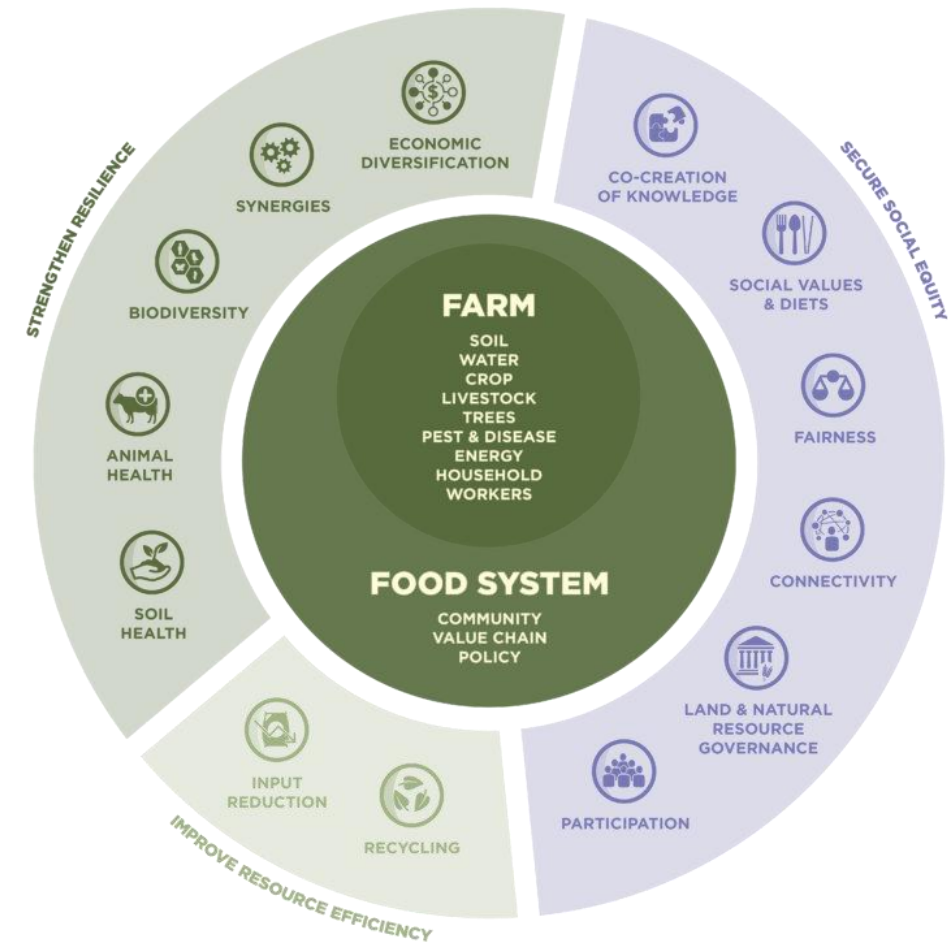 STRENGTHEN RESILIENCE
ECONOMIC
DIVERSIFICATION
SYNERGIES
BIODIVERSITY
ANIMAL
HEALTH
SOIL
HEALTH
IMPROVE RESOURCE EFFICIENCY
INPUT
REDUCTION
RECYCLING
SECURE SOCIAL EQUITY
CO-CREATION
OF KNOWLEDGE
SOCIAL VALUES
& DIETS
FAIRNESS
CONNECTIVITY
LAND & NATURAL
RESOURCE
GOVERNANCE
PARTICIPATION
FARM
SOIL
WATER
CROP
LIVESTOCK
TREES
PEST & DISEASE
ENERGY
HOUSEHOLD
WORKERS
FOOD SYSTEM
COMMUNITY
VALUE CHAIN
POLICY
$